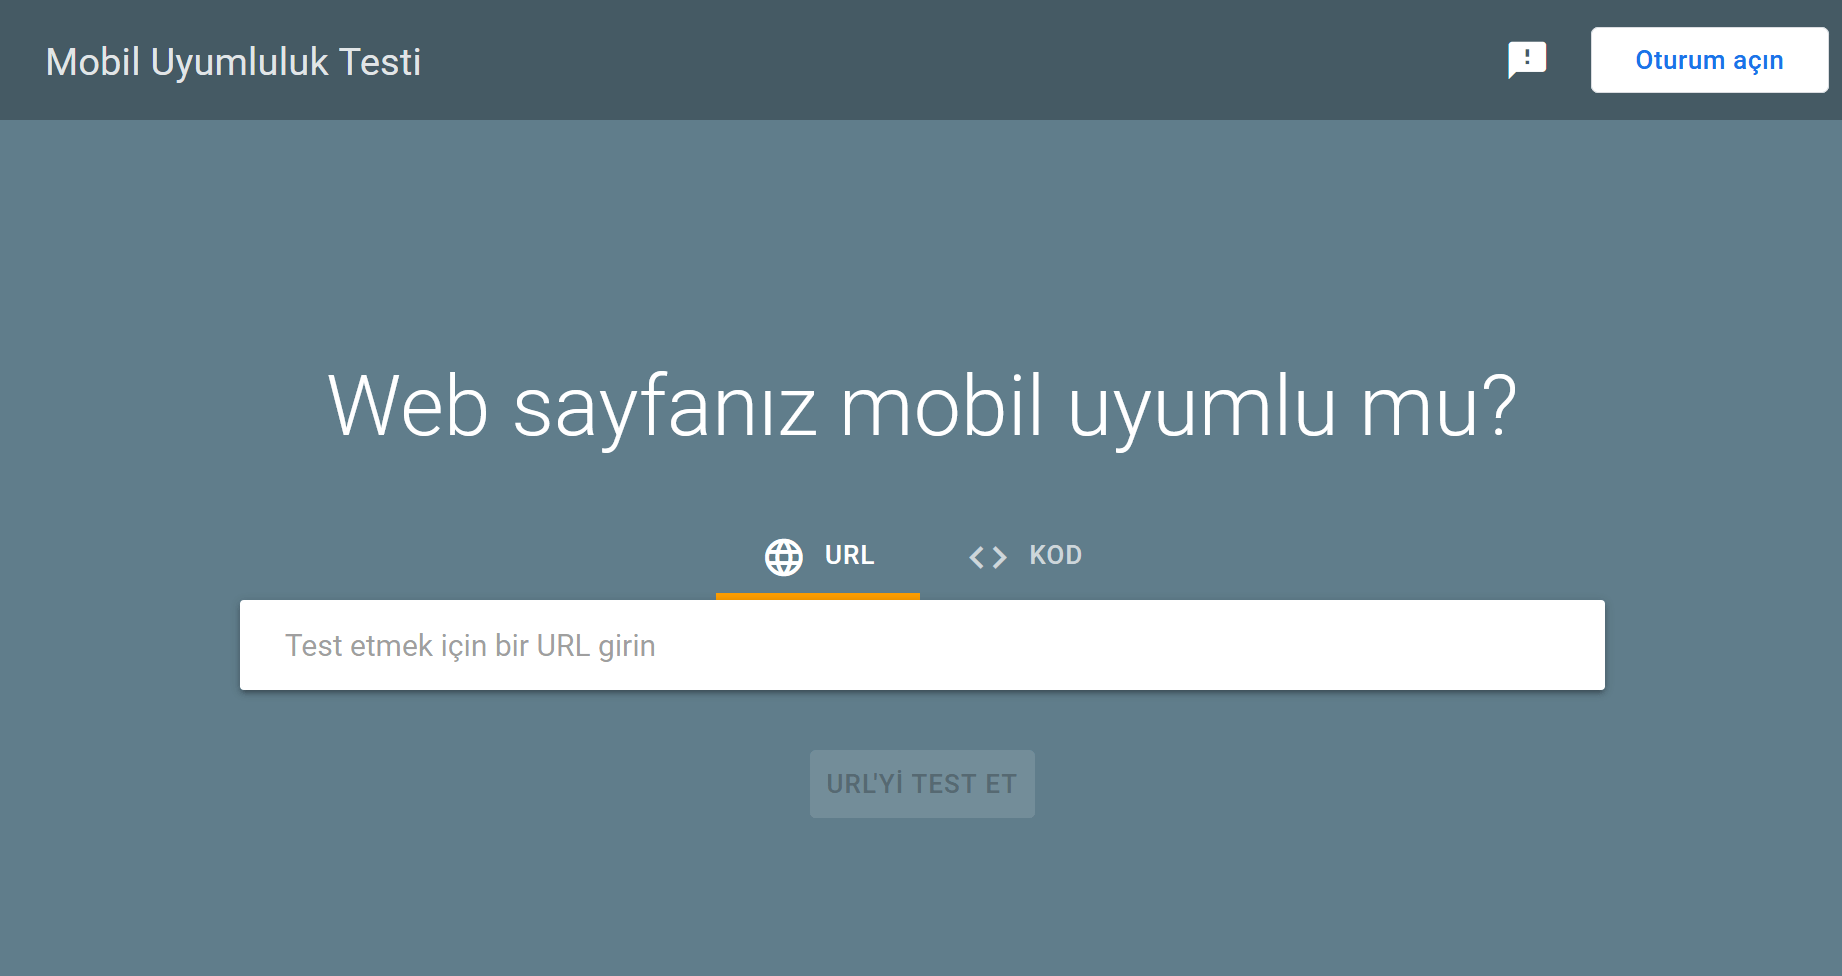 Mobil Uyumluluk Testi
Oturum açın
Web sayfanız mobil uyumlu mu?
URL
KOD
Test etmek için bir URL girin
URL'Yİ TEST ET